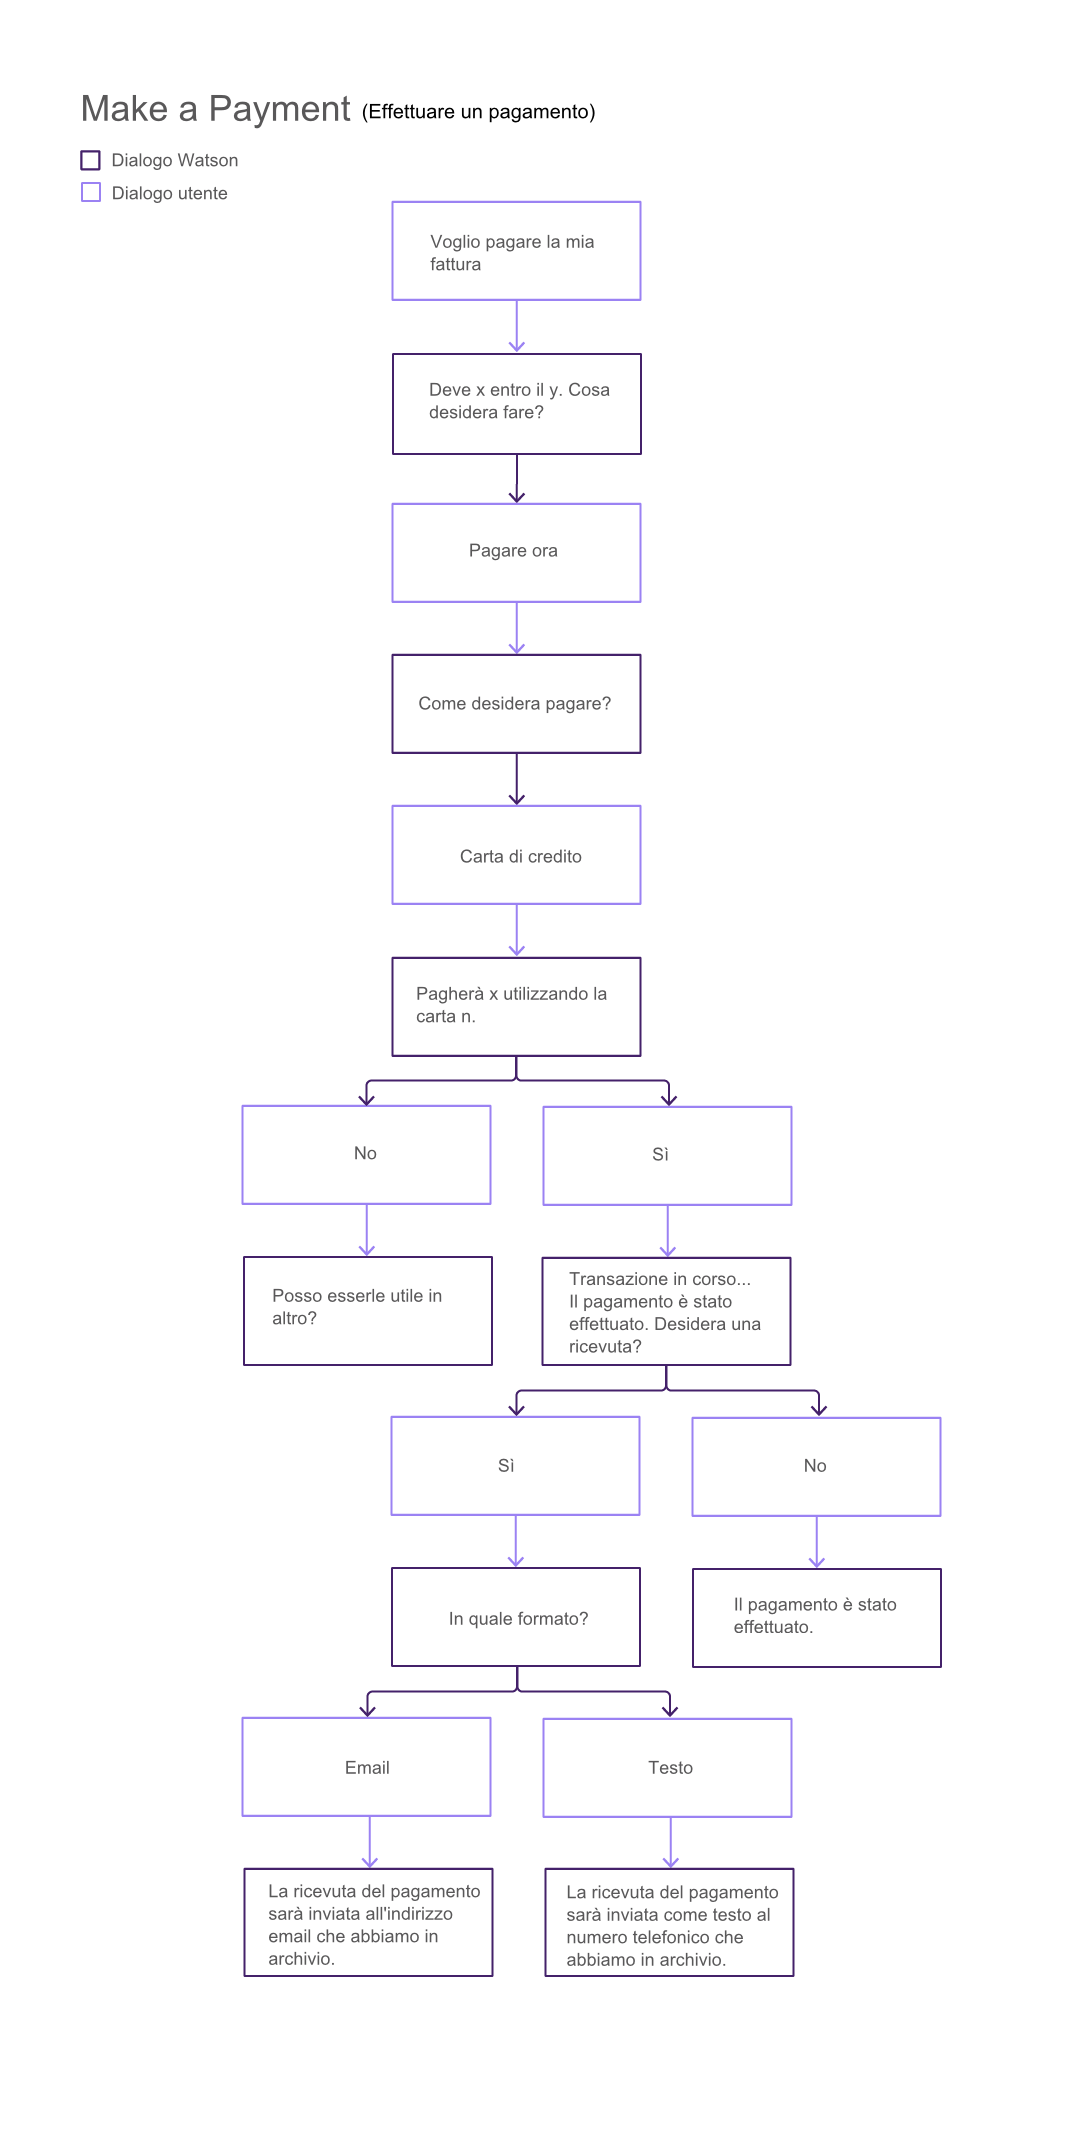 Make a Payment (Effettuare un pagamento)
Dialogo Watson
Dialogo utente
Voglio pagare la mia
fattura
Deve x entro il y. Cosa
desidera fare?
Pagare ora
Come desidera pagare?
Carta di credito
Pagherà x utilizzando la
carta n.
No
Sì
Posso esserle utile in
altro?
Transazione in corso...
Il pagamento è stato
effettuato. Desidera una
ricevuta?
Sì
No
In quale formato?
Il pagamento è stato
effettuato.
Email
Testo
La ricevuta del pagamento
sarà inviata all'indirizzo
email che abbiamo in
archivio.
La ricevuta del pagamento
sarà inviata come testo al
numero telefonico che
abbiamo in archivio.